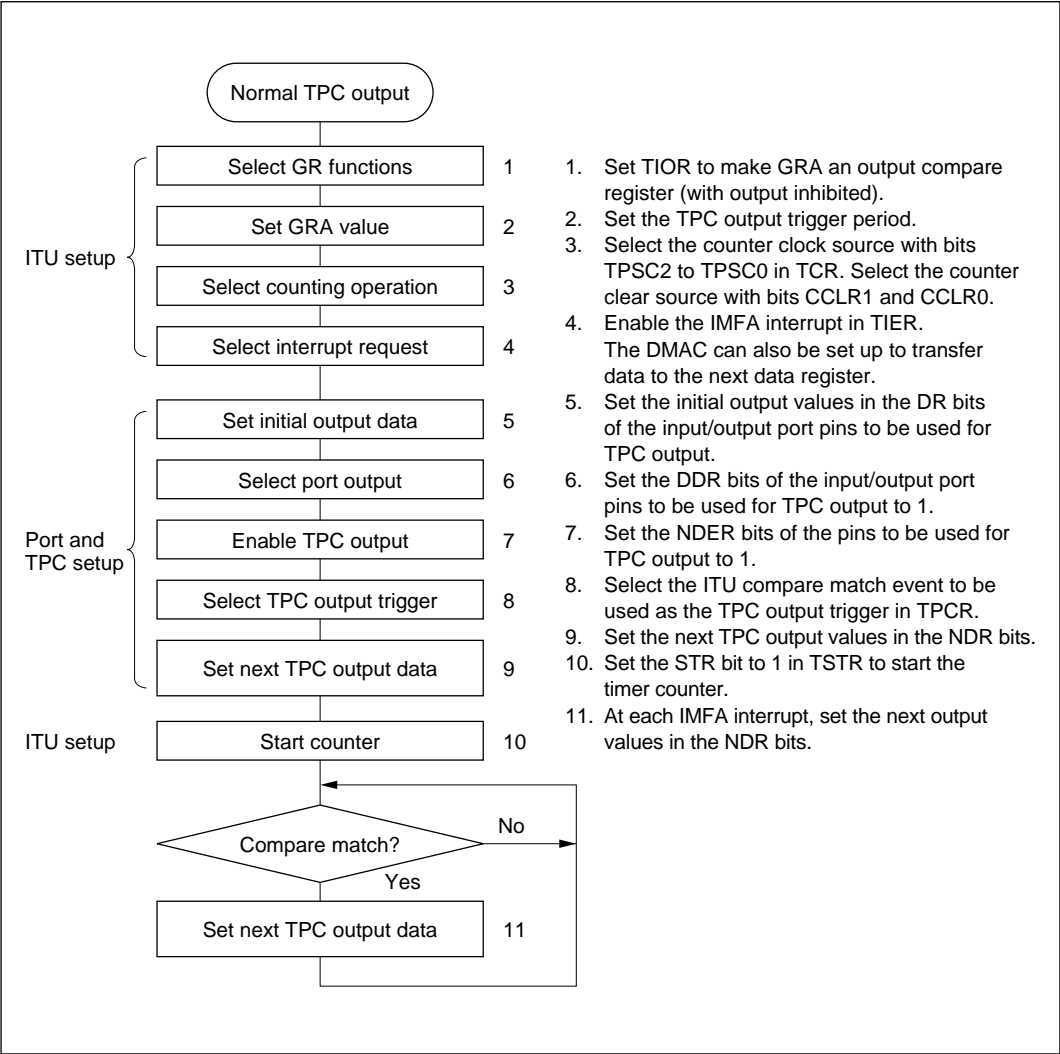 Normal TPC output
ITU setup
Select GR functions 1
Set GRA value 2
Select counting operation 3
Select interrupt request 4
Port and
TPC setup
Set initial output data 5
Select port output 6
Enable TPC output 7
Select TPC output trigger 8
Set next TPC output data 9
ITU setup
Start counter 10
Compare match?
No
Yes
Set next TPC output data 11
1. Set TIOR to make GRA an output compare
register (with output inhibited).
2. Set the TPC output trigger period.
3. Select the counter clock source with bits
TPSC2 to TPSC0 in TCR. Select the counter
clear source with bits CCLR1 and CCLR0.
4. Enable the IMFA interrupt in TIER.
The DMAC can also be set up to transfer
data to the next data register.
5. Set the initial output values in the DR bits
of the input/output port pins to be used for
TPC output.
6. Set the DDR bits of the input/output port
pins to be used for TPC output to 1.
7. Set the NDER bits of the pins to be used for
TPC output to 1.
8. Select the ITU compare match event to be
used as the TPC output trigger in TPCR.
9. Set the next TPC output values in the NDR bits.
10. Set the STR bit to 1 in TSTR to start the
timer counter.
11. At each IMFA interrupt, set the next output
values in the NDR bits.